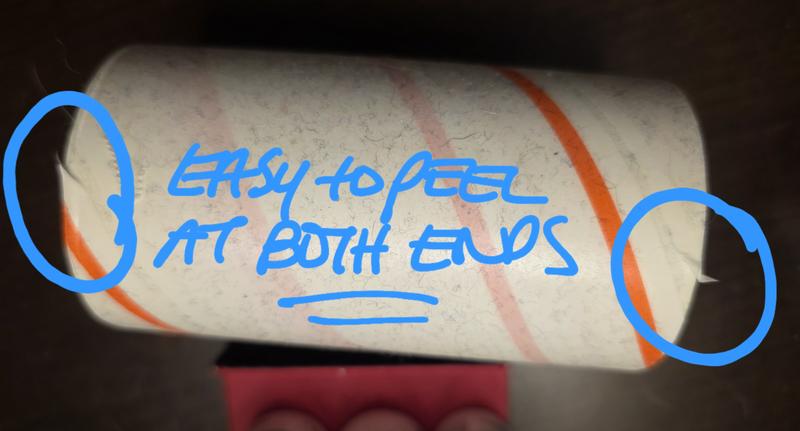 EASY to PEEL
AT BOTH ENDS